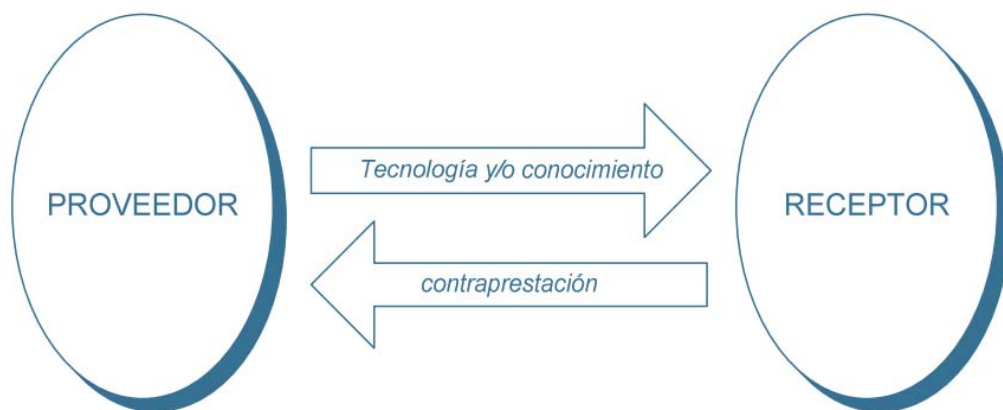 PROVEEDOR
Tecnología y/o conocimiento
contraprestación
RECEPTOR